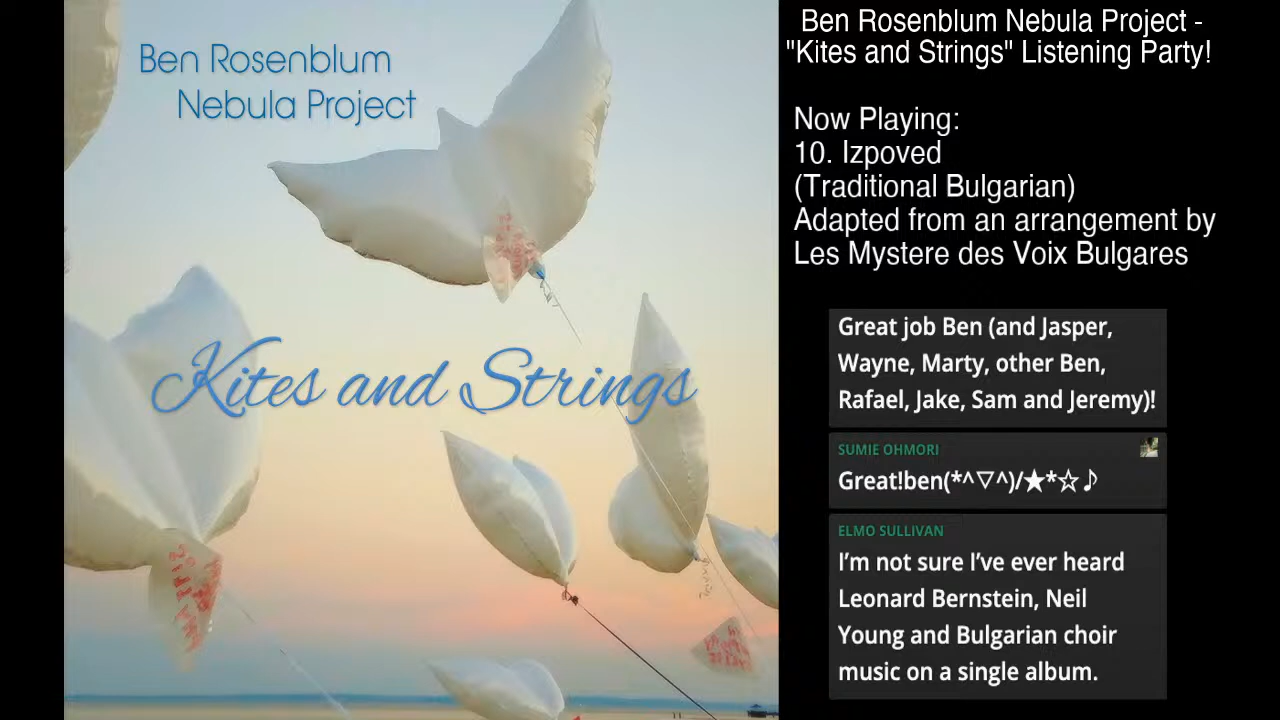 Ben Rosenblum
Nebula Project
Kites and Strings
Ben Rosenblum Nebula Project -
"Kites and Strings" Listening Party!
Now Playing:
10. Izpoved
(Traditional Bulgarian)
Adapted from an arrangement by
Les Mystere des Voix Bulgares
Great job Ben (and Jasper,
Wayne, Marty, other Ben,
Rafael, Jake, Sam and Jeremy)!
SUMIE OHMORI
Great!ben(*^▽^)/★*☆♪
ELMO SULLIVAN
I'm not sure I've ever heard
Leonard Bernstein, Neil
Young and Bulgarian choir
music on a single album.